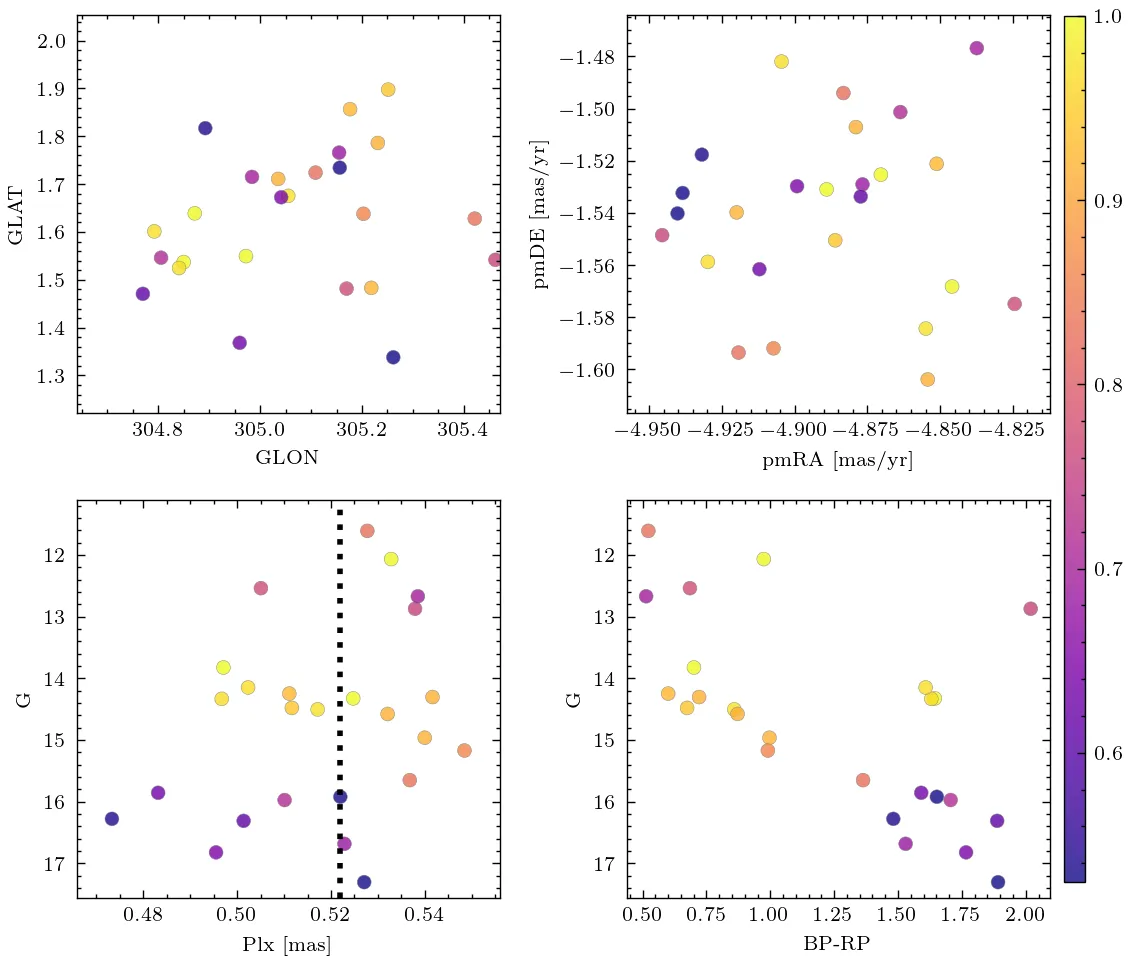 2.0
1.9
1.8
1.7
1.6
1.5
1.4
1.3
GLAT
304.8 305.0 305.2 305.4
GLON
−1.48
−1.50
−1.52
−1.54
−1.56
−1.58
−1.60
pmDE [mas/yr]
−4.950 −4.925 −4.900 −4.875 −4.850 −4.825
pmRA [mas/yr]
12
13
14
15
16
17
G
0.48 0.50 0.52 0.54
Plx [mas]
12
13
14
15
16
17
G
0.50 0.75 1.00 1.25 1.50 1.75 2.00
BP-RP
1.0
0.9
0.8
0.7
0.6